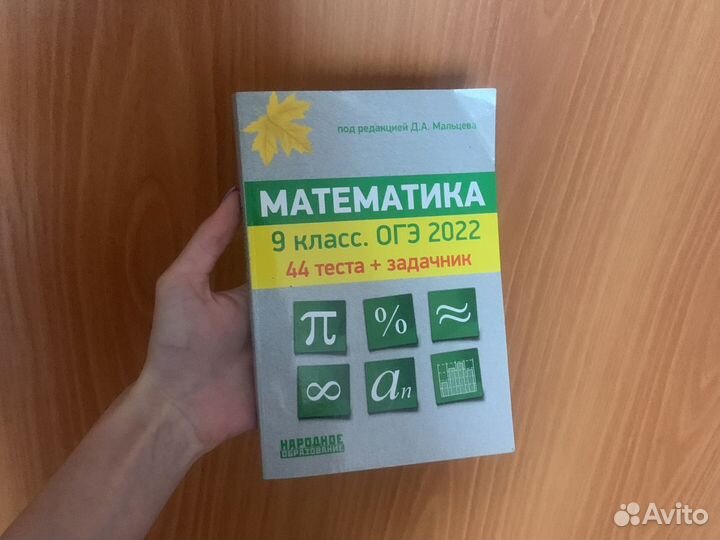 под редакцией Д.А. Мальцева
МАТЕМАТИКА
9 класс. ОГЭ 2022
44 теста + задачник
π % ≈
∞ aₙ
НАРОДНОЕ
ОБРАЗОВАНИЕ
Avito